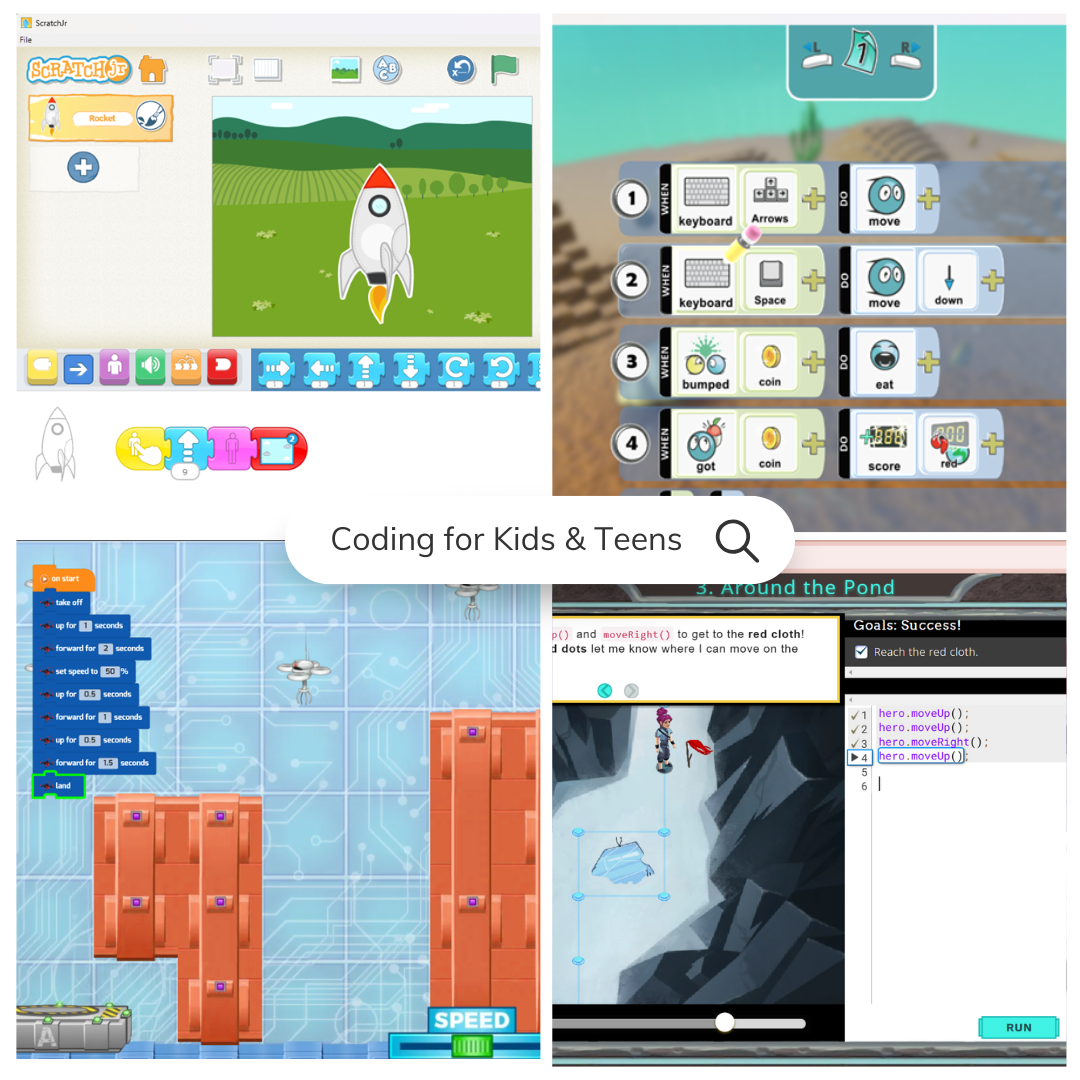 ScratchJr
File
SCRATCHJr
ABC
Rocket
9
2
L
1
R
1 WHEN keyboard Arrows DO move
2 WHEN keyboard Space DO move down
3 WHEN bumped coin DO eat
4 WHEN got coin DO score red
Coding for Kids & Teens
on start
take off
up for 1 seconds
forward for 2 seconds
set speed to 50 %
up for 0.5 seconds
forward for 1 seconds
up for 0.5 seconds
forward for 1.5 seconds
land
A
SPEED
3. Around the Pond
p() and moveRight() to get to the red cloth!
d dots let me know where I can move on the
Goals: Success!
Reach the red cloth.
1 hero.moveUp();
2 hero.moveUp();
3 hero.moveRight();
4 hero.moveUp();
5
6
RUN